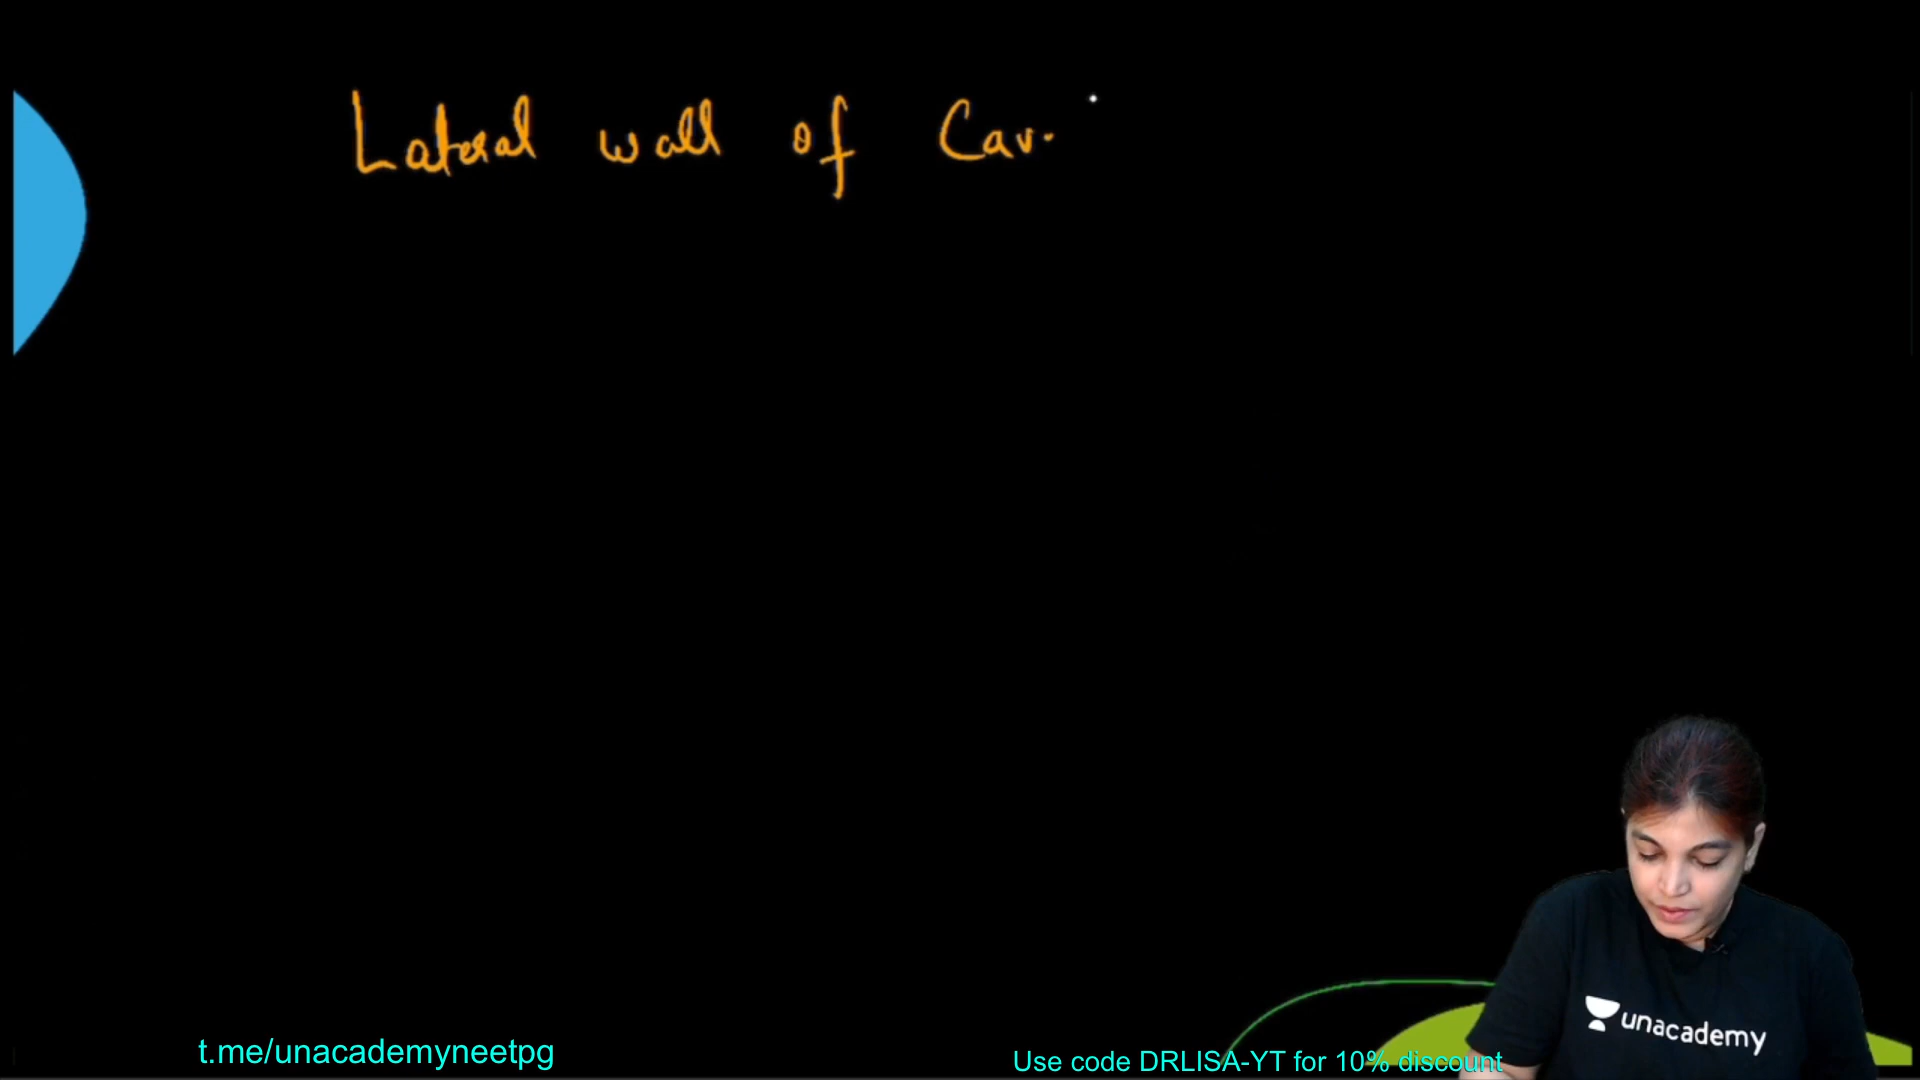 Lateral wall of Cav.
unacademy
t.me/unacademyneetpg
Use code DRLISA-YT for 10% discount